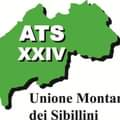 ATS
XXIV
Unione Montan
dei Sibillini